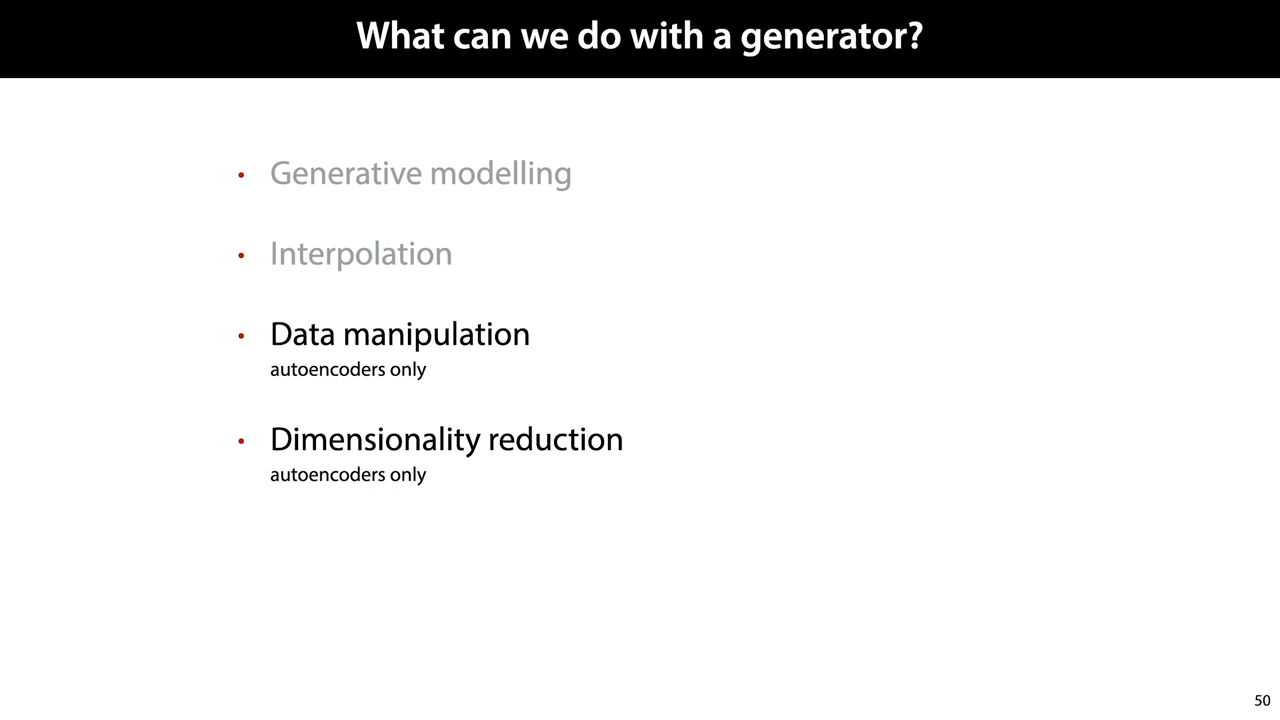 What can we do with a generator?
• Generative modelling
• Interpolation
• Data manipulation
autoencoders only
• Dimensionality reduction
autoencoders only
50